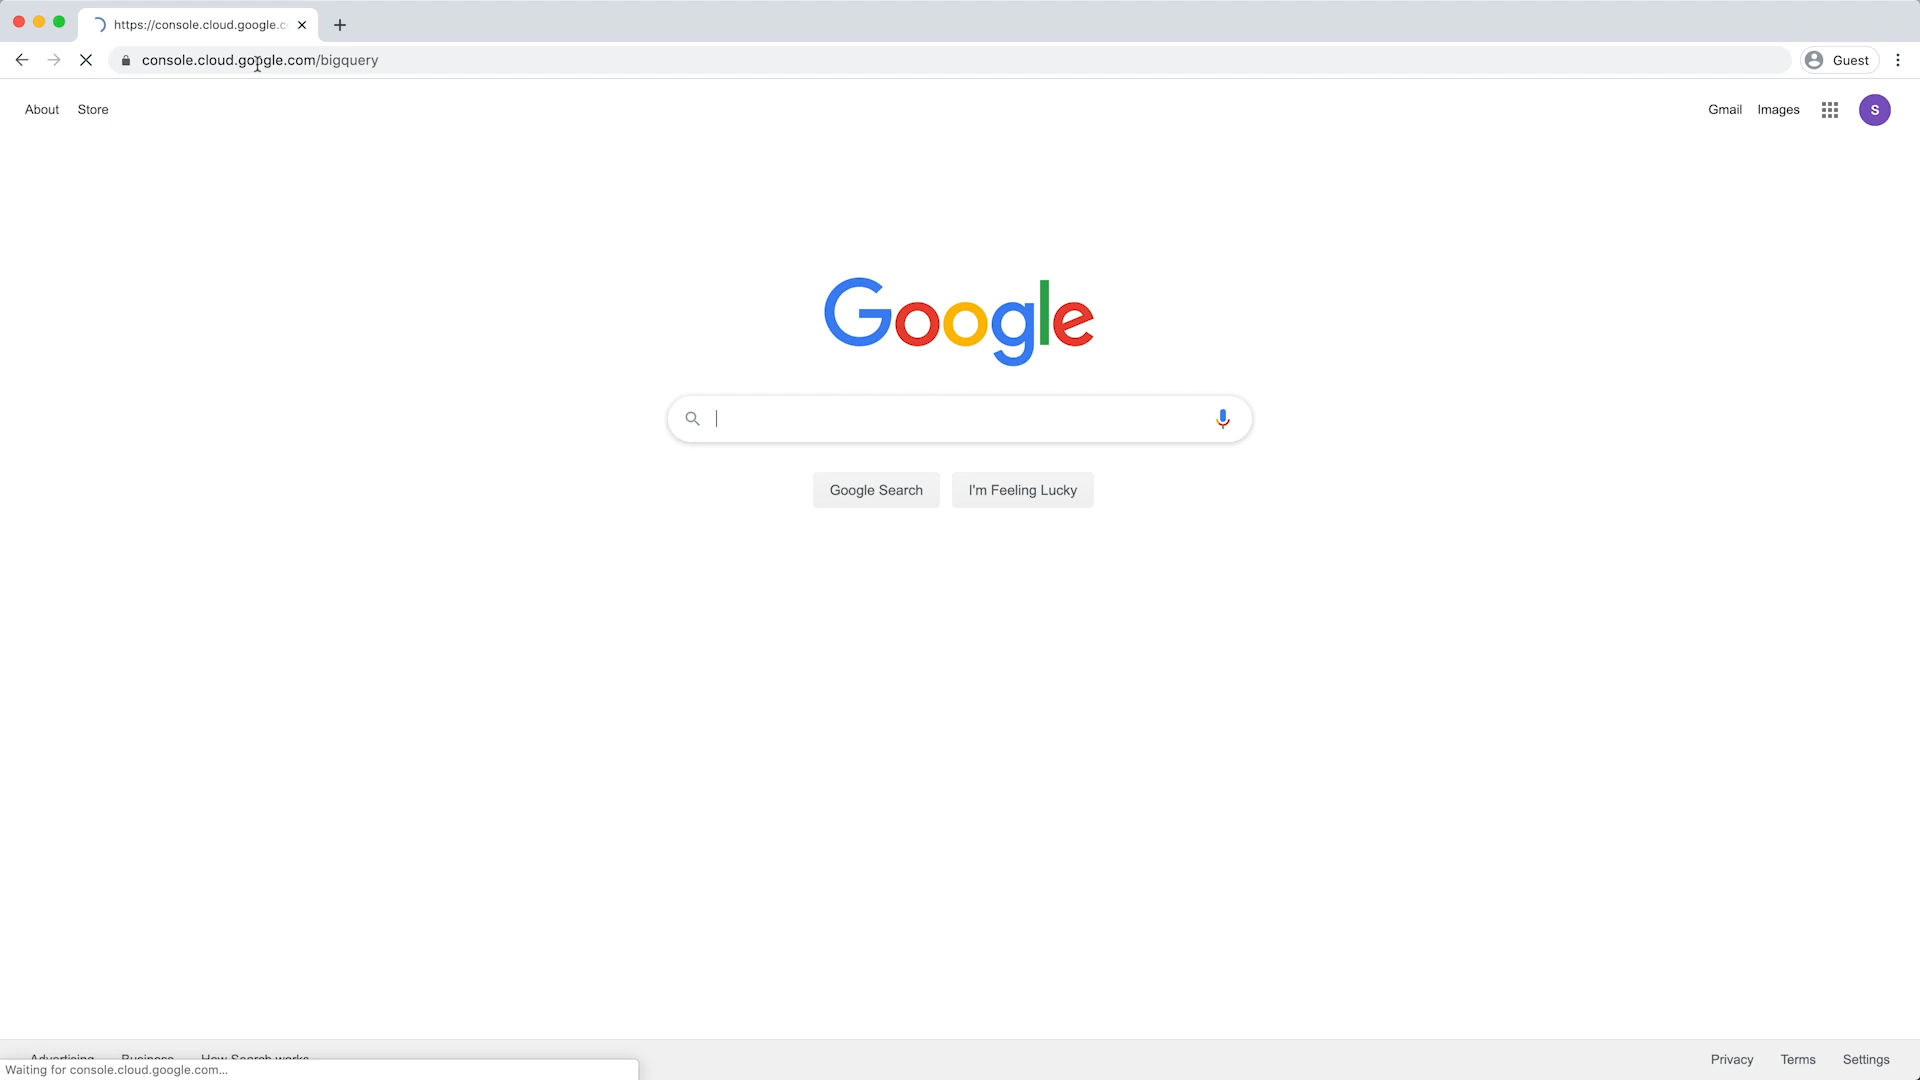 https://console.cloud.google.c
console.cloud.google.com/bigquery
Guest
About Store
Gmail Images
S
Google
Google Search I'm Feeling Lucky
Advertising Business How Search works
Privacy Terms Settings
Waiting for console.cloud.google.com...